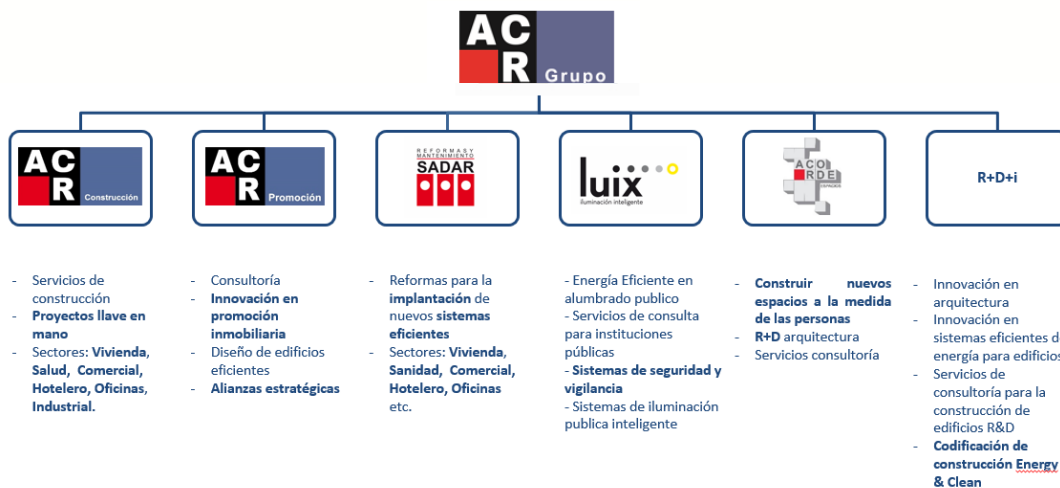 AC
R Grupo
AC
R Construcción
AC
R Promoción
REFORMAS Y
MANTENIMIENTO
SADAR
luix
iluminación inteligente
ACO
RDE
ESPACIOS
R+D+i
- Servicios de
construcción
- Proyectos llave en
mano
- Sectores: Vivienda,
Salud, Comercial,
Hotelero, Oficinas,
Industrial.
- Consultoría
- Innovación en
promoción
inmobiliaria
- Diseño de edificios
eficientes
- Alianzas estratégicas
- Reformas para la
implantación de
nuevos sistemas
eficientes
- Sectores: Vivienda,
Sanidad, Comercial,
Hotelero, Oficinas
etc.
- Energía Eficiente en
alumbrado publico
- Servicios de consulta
para instituciones
públicas
- Sistemas de seguridad y
vigilancia
- Sistemas de iluminación
publica inteligente
- Construir nuevos
espacios a la medida
de las personas
- R+D arquitectura
- Servicios consultoría
- Innovación en
arquitectura
- Innovación en
sistemas eficientes de
energía para edificios
- Servicios de
consultoría para la
construcción de
edificios R&D
- Codificación de
construcción Energy
& Clean